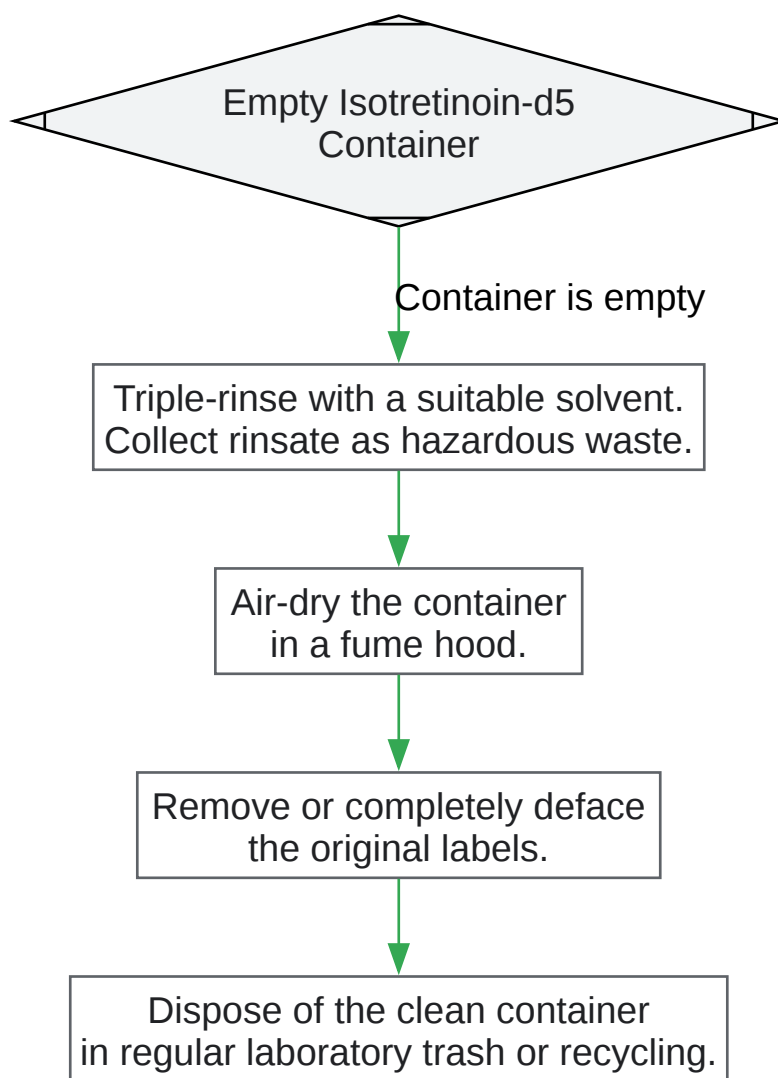 Empty Isotretinoin-d5
Container
Container is empty
Triple-rinse with a suitable solvent.
Collect rinsate as hazardous waste.
Air-dry the container
in a fume hood.
Remove or completely deface
the original labels.
Dispose of the clean container
in regular laboratory trash or recycling.